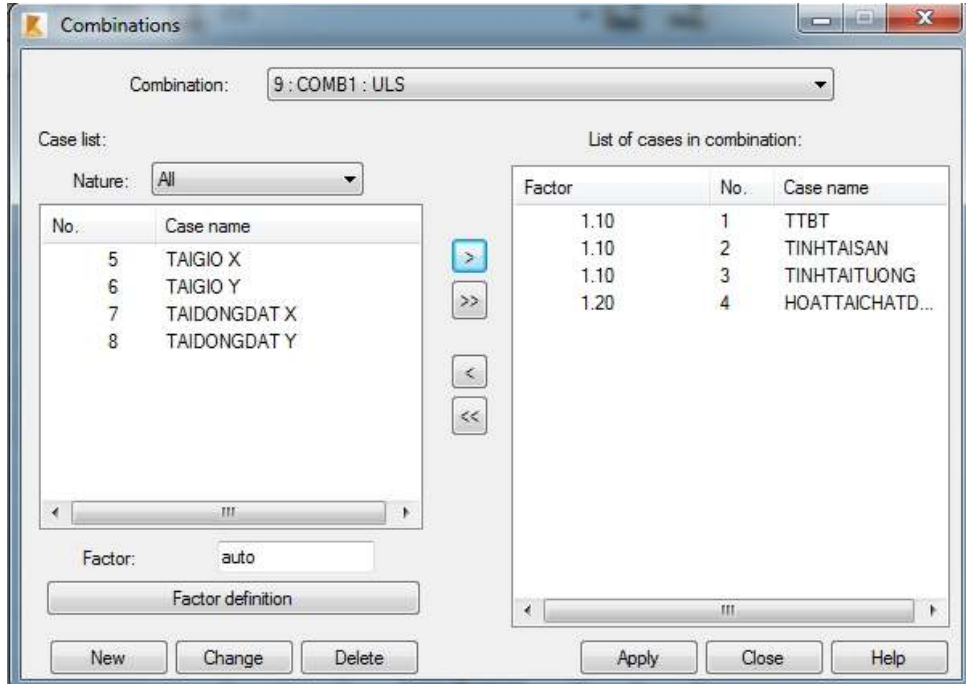 Combinations
Combination: 9 : COMB1 : ULS
Case list:
Nature: All
No. Case name
5 TAIGIO X
6 TAIGIO Y
7 TAIDONGDAT X
8 TAIDONGDAT Y
Factor: auto
Factor definition
New Change Delete
>
>>
<
<<
List of cases in combination:
Factor No. Case name
1.10 1 TTBT
1.10 2 TINHTAISAN
1.10 3 TINHTAITUONG
1.20 4 HOATTAICHATD...
Apply Close Help